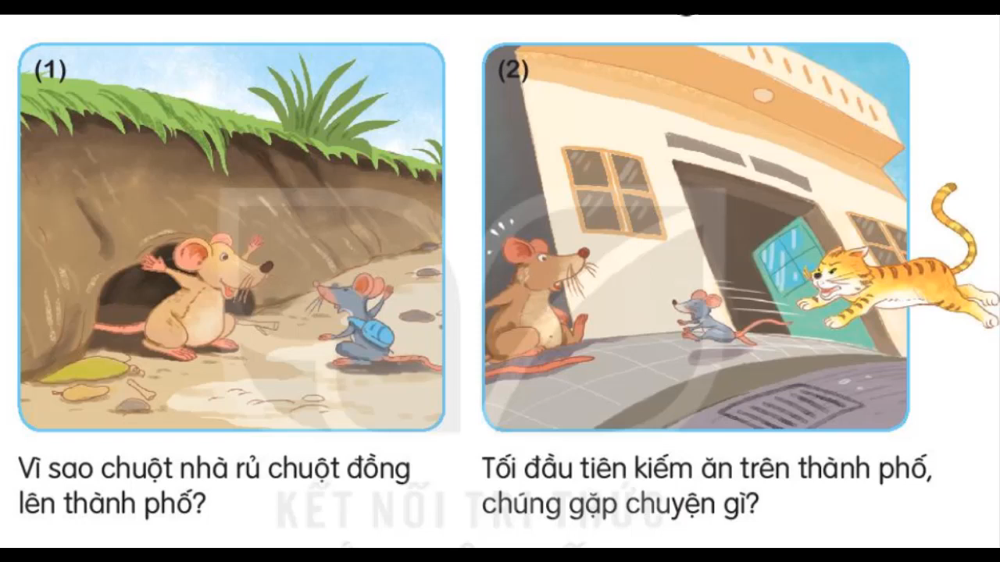 (1)
(2)
Vì sao chuột nhà rủ chuột đồng
lên thành phố?
Tối đầu tiên kiếm ăn trên thành phố,
chúng gặp chuyện gì?
KẾT NỐI TRI THỨC